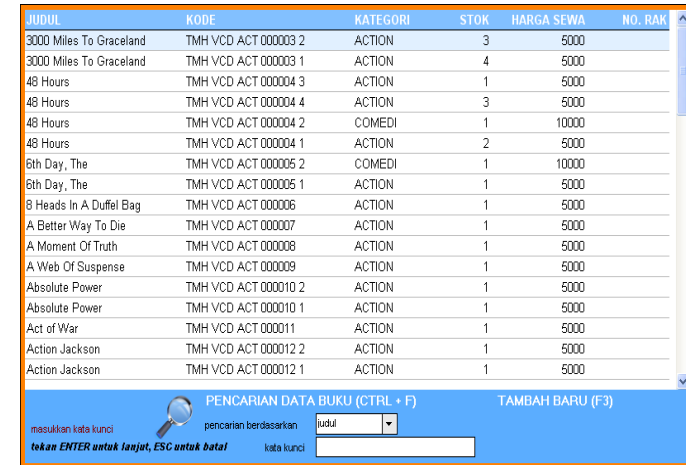 JUDUL KODE KATEGORI STOK HARGA SEWA NO. RAK
3000 Miles To Graceland TMH VCD ACT 000003 2 ACTION 3 5000
3000 Miles To Graceland TMH VCD ACT 000003 1 ACTION 4 5000
48 Hours TMH VCD ACT 000004 3 ACTION 1 5000
48 Hours TMH VCD ACT 000004 4 ACTION 3 5000
48 Hours TMH VCD ACT 000004 2 COMEDI 1 10000
48 Hours TMH VCD ACT 000004 1 ACTION 2 5000
6th Day, The TMH VCD ACT 000005 2 COMEDI 1 10000
6th Day, The TMH VCD ACT 000005 1 ACTION 1 5000
8 Heads In A Duffel Bag TMH VCD ACT 000006 ACTION 1 5000
A Better Way To Die TMH VCD ACT 000007 ACTION 1 5000
A Moment Of Truth TMH VCD ACT 000008 ACTION 1 5000
A Web Of Suspense TMH VCD ACT 000009 ACTION 1 5000
Absolute Power TMH VCD ACT 000010 2 ACTION 1 5000
Absolute Power TMH VCD ACT 000010 1 ACTION 1 5000
Act of War TMH VCD ACT 000011 ACTION 1 5000
Action Jackson TMH VCD ACT 000012 2 ACTION 1 5000
Action Jackson TMH VCD ACT 000012 1 ACTION 1 5000
PENCARIAN DATA BUKU (CTRL + F) TAMBAH BARU (F3)
masukkan kata kunci pencarian berdasarkan judul
tekan ENTER untuk lanjut, ESC untuk batal kata kunci